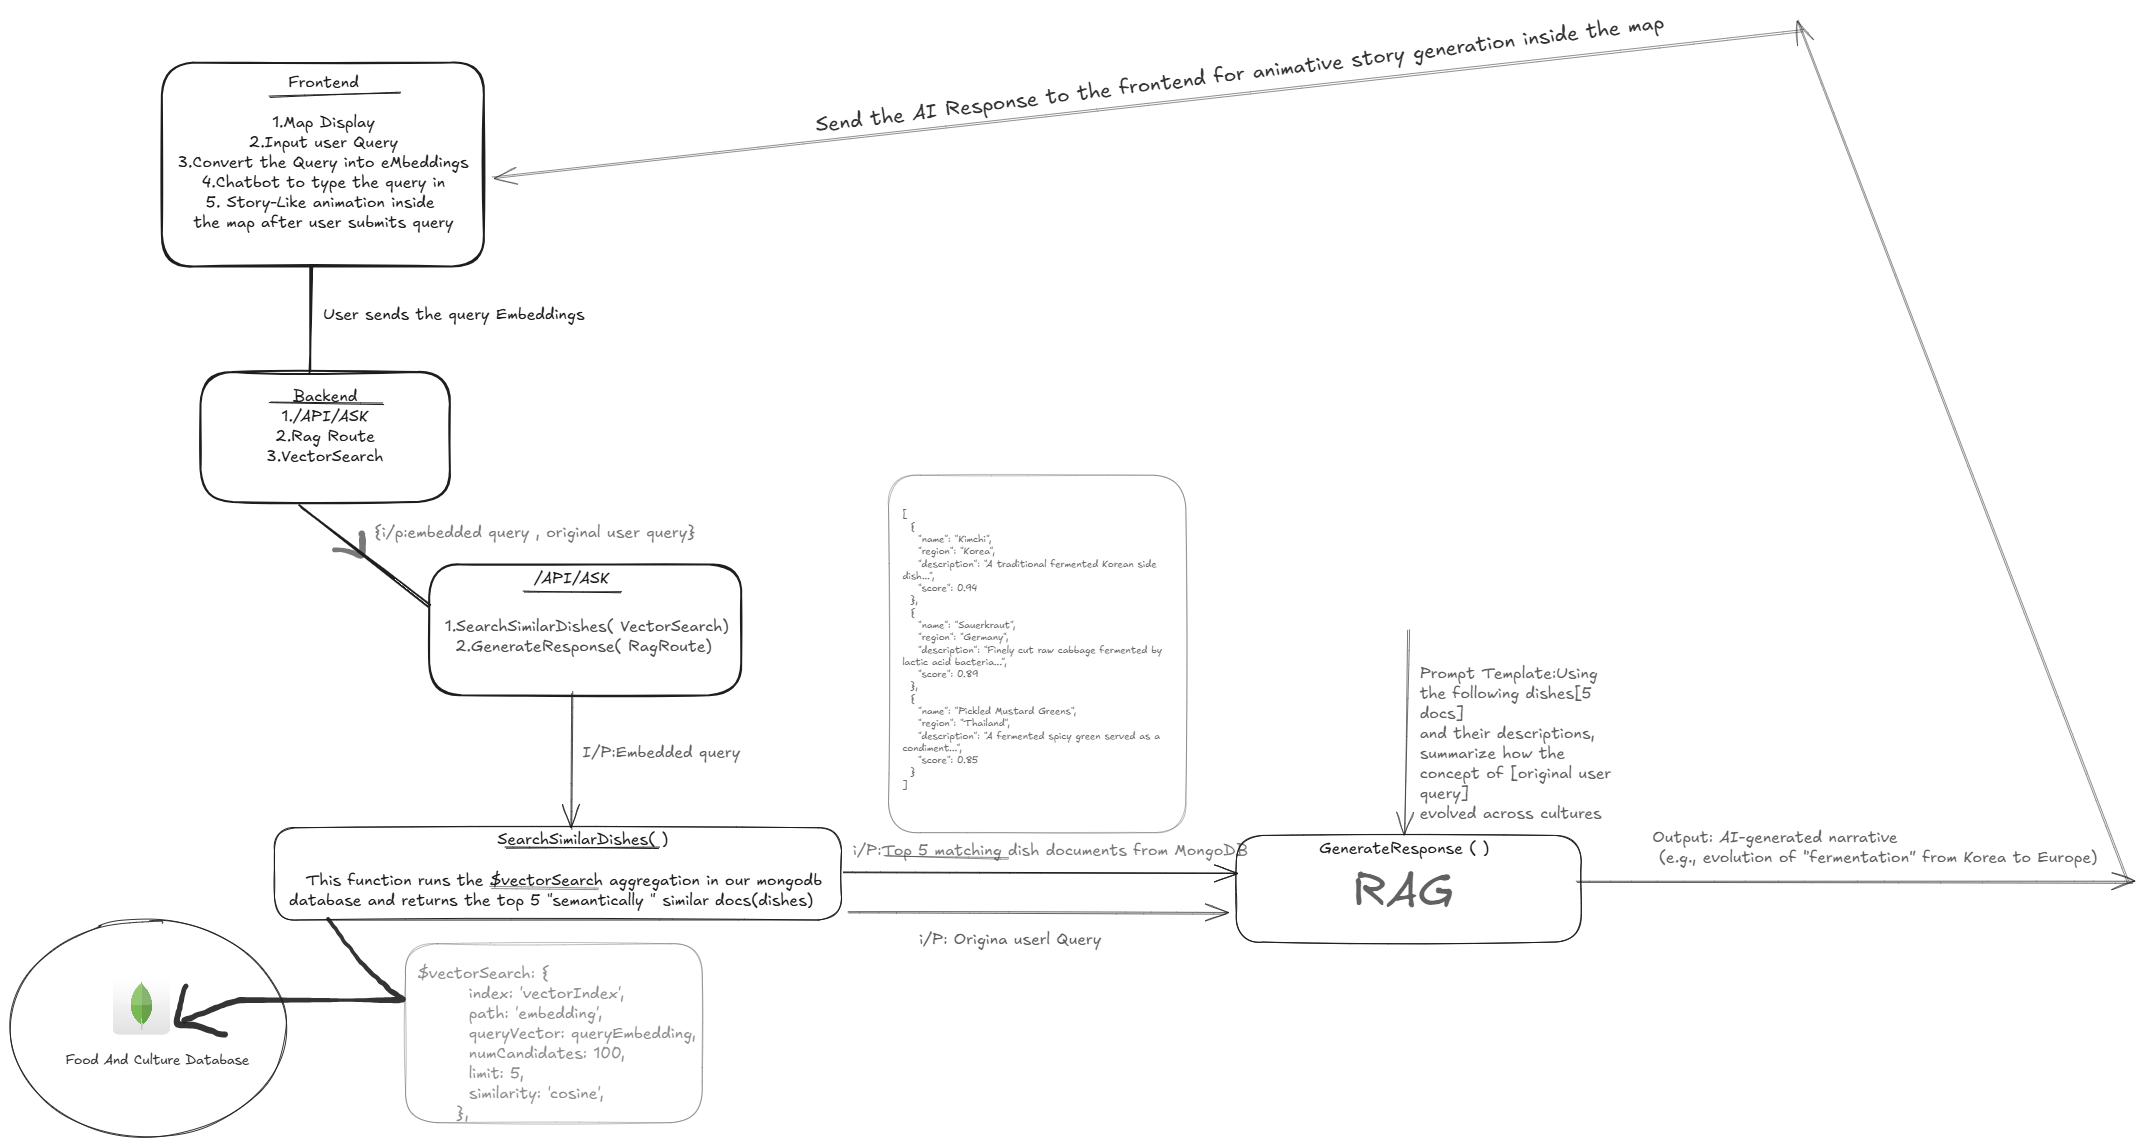 Send the AI Response to the frontend for animative story generation inside the map
Frontend
1.Map Display
2.Input user Query
3.Convert the Query into eMbeddings
4.Chatbot to type the query in
5. Story-Like animation inside
the map after user submits query
User sends the query Embeddings
Backend
1./API/ASK
2.Rag Route
3.VectorSearch
{i/p:embedded query , original user query}
/API/ASK
1.SearchSimilarDishes( VectorSearch)
2.GenerateResponse( RagRoute)
I/P:Embedded query
[
{
"name": "Kimchi",
"region": "Korea",
"description": "A traditional fermented Korean side
dish...",
"score": 0.94
},
{
"name": "Sauerkraut",
"region": "Germany",
"description": "Finely cut raw cabbage fermented by
lactic acid bacteria...",
"score": 0.89
},
{
"name": "Pickled Mustard Greens",
"region": "Thailand",
"description": "A fermented spicy green served as a
condiment...",
"score": 0.85
}
]
Prompt Template:Using
the following dishes[5
docs]
and their descriptions,
summarize how the
concept of [original user
query]
evolved across cultures
SearchSimilarDishes( )
This function runs the $vectorSearch aggregation in our mongodb
database and returns the top 5 "semantically " similar docs(dishes)
i/P:Top 5 matching dish documents from MongoDB
i/P: Origina userl Query
GenerateResponse ( )
RAG
Output: AI-generated narrative
(e.g., evolution of "fermentation" from Korea to Europe)
Food And Culture Database
$vectorSearch: {
index: 'vectorIndex',
path: 'embedding',
queryVector: queryEmbedding,
numCandidates: 100,
limit: 5,
similarity: 'cosine',
},